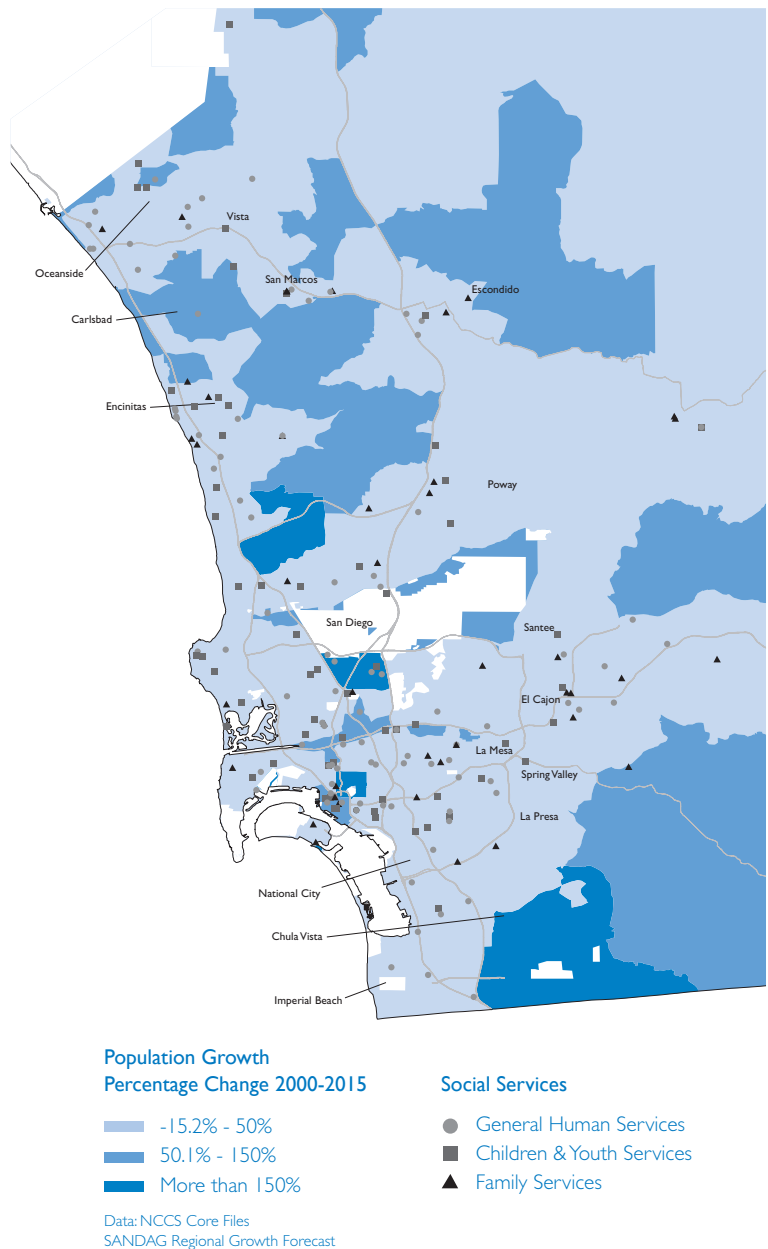 Vista
Oceanside
San Marcos
Escondido
Carlsbad
Encinitas
Poway
San Diego
Santee
El Cajon
La Mesa
Spring Valley
La Presa
National City
Chula Vista
Imperial Beach
Population Growth
Percentage Change 2000-2015
-15.2% - 50%
50.1% - 150%
More than 150%
Data: NCCS Core Files
SANDAG Regional Growth Forecast
Social Services
General Human Services
Children & Youth Services
Family Services